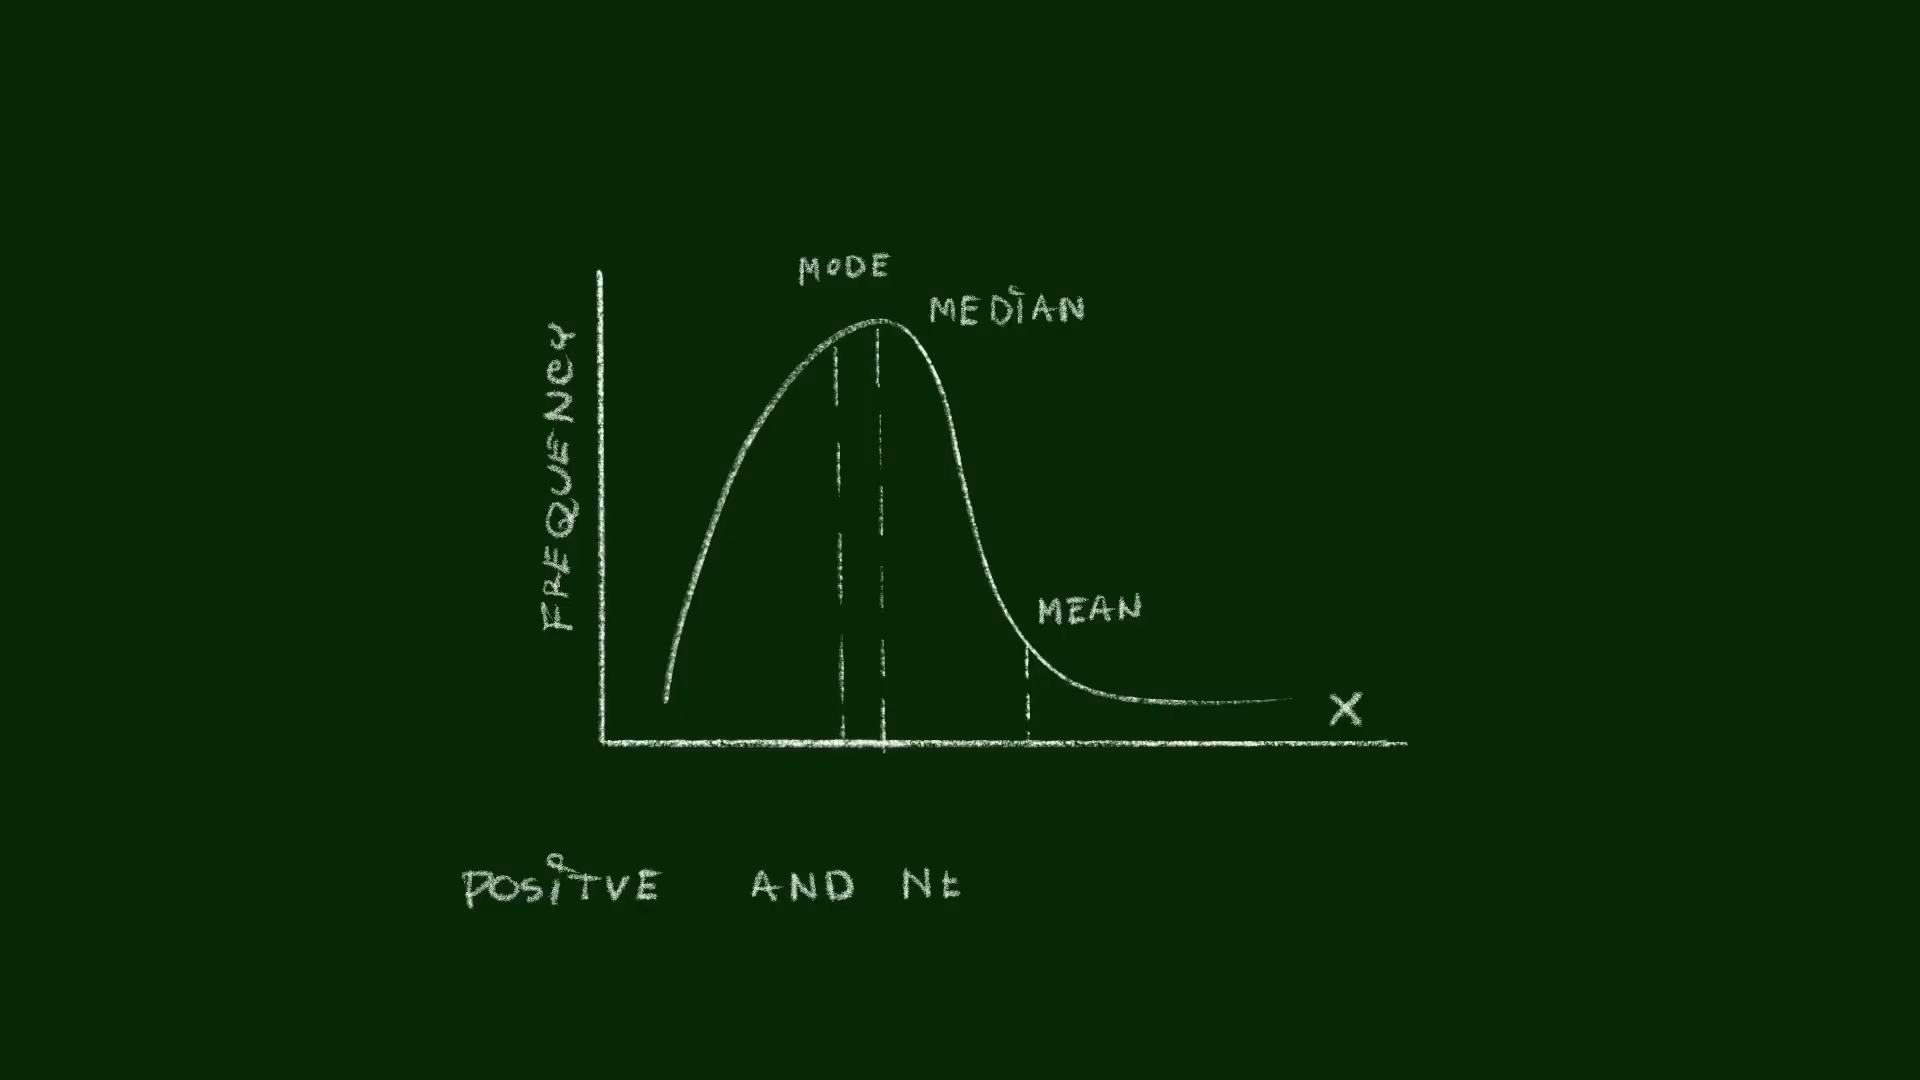 MODE
MEDIAN
FREQUENCY
MEAN
X
POSITVE AND NE